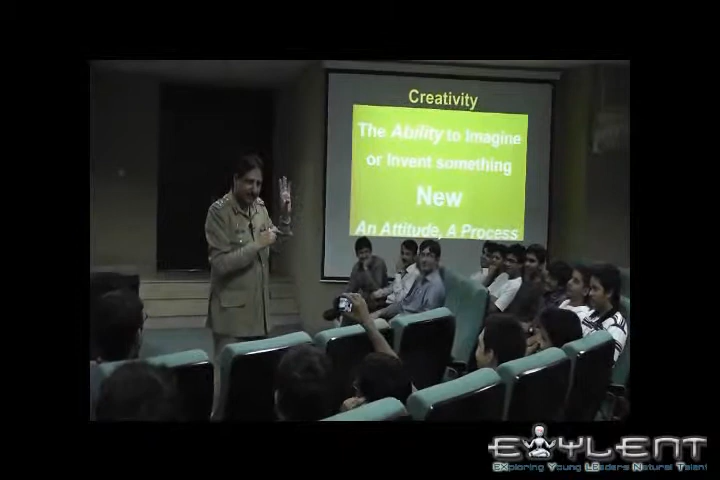 Creativity
The Ability to Imagine
or Invent something
New
An Attitude, A Process
EXYLENT
EXploring Young LEaders Natural Talent